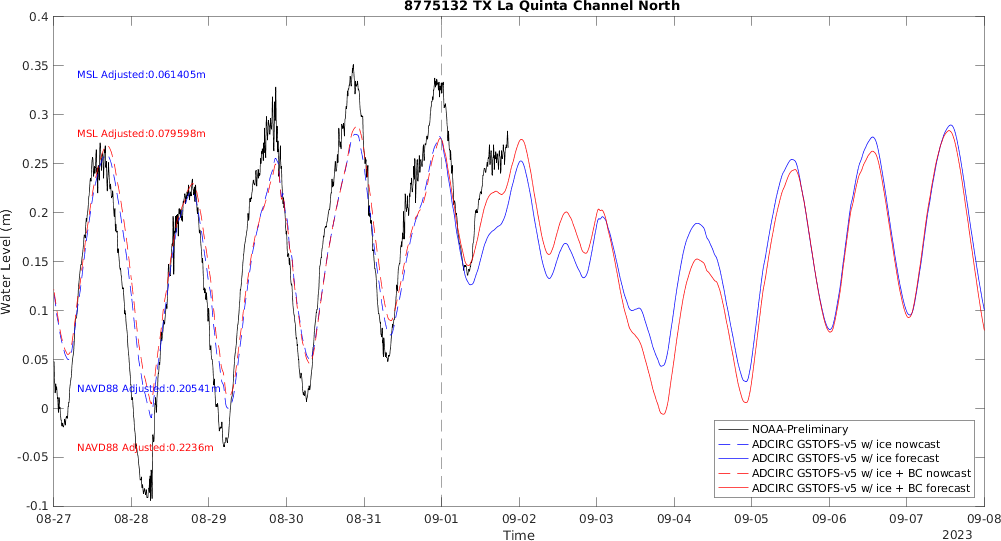 8775132 TX La Quinta Channel North
Water Level (m)
0.4
0.35
0.3
0.25
0.2
0.15
0.1
0.05
0
-0.05
-0.1
MSL Adjusted:0.061405m
MSL Adjusted:0.079598m
NAVD88 Adjusted:0.20541m
NAVD88 Adjusted:0.2236m
NOAA-Preliminary
ADCIRC GSTOFS-v5 w/ ice nowcast
ADCIRC GSTOFS-v5 w/ ice forecast
ADCIRC GSTOFS-v5 w/ ice + BC nowcast
ADCIRC GSTOFS-v5 w/ ice + BC forecast
08-27 08-28 08-29 08-30 08-31 09-01 09-02 09-03 09-04 09-05 09-06 09-07 09-08
Time
2023